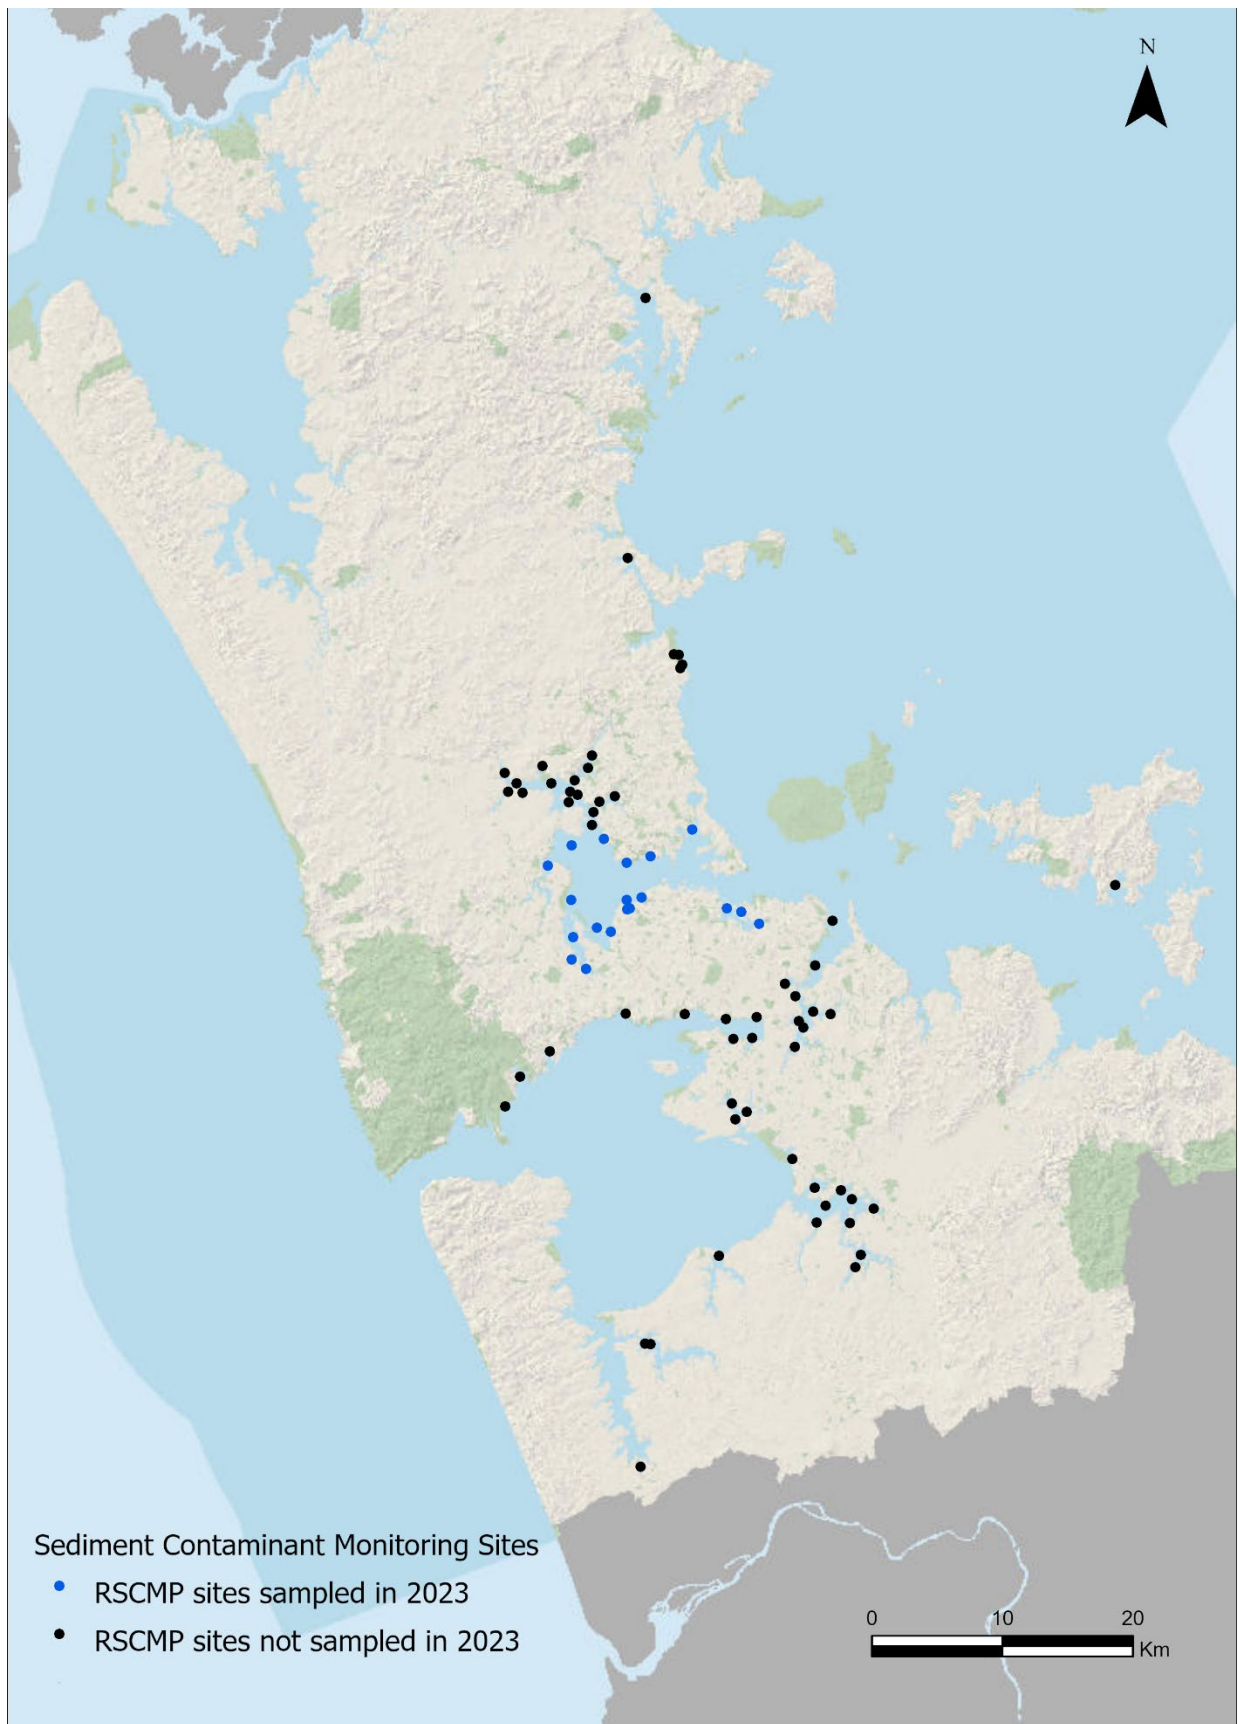 N
Sediment Contaminant Monitoring Sites
RSCMP sites sampled in 2023
RSCMP sites not sampled in 2023
0 10 20
Km